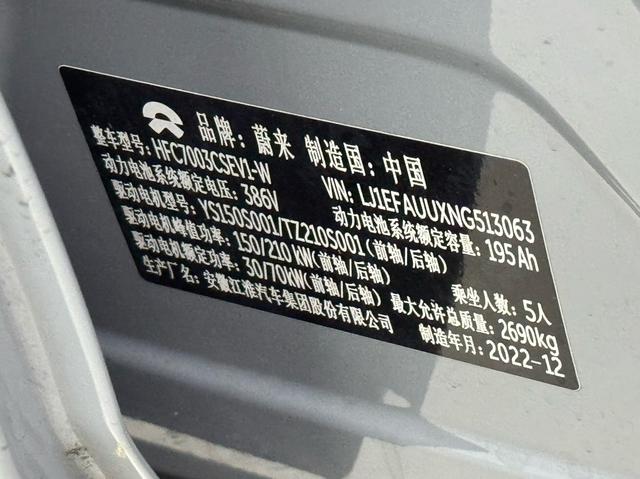 品牌：蔚来 制造国：中国
整车型号：HFC7003CSEV1-W VIN：LJ1EFAUUXNG513063
动力电池系统额定电压：386V 动力电池系统额定容量：195Ah
驱动电机型号：YS150S001/TZ210S001(前轴/后轴)
驱动电机峰值功率：150/210KW(前轴/后轴) 乘坐人数：5人
驱动电机额定功率：30/70kW(前轴/后轴) 最大允许总质量：2690kg
生产厂名：安徽江淮汽车集团股份有限公司 制造年月：2022-12